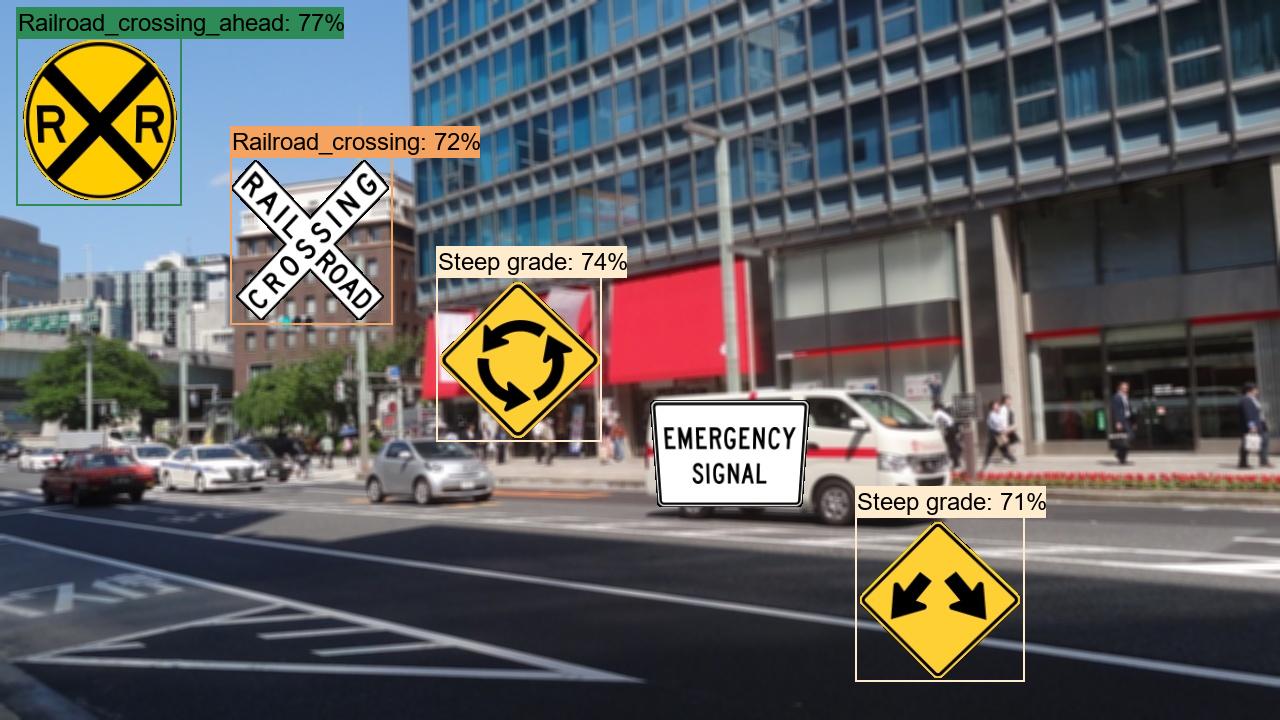 Railroad_crossing_ahead: 77%
R R
Railroad_crossing: 72%
RAILROAD
CROSSING
Steep grade: 74%
EMERGENCY
SIGNAL
Steep grade: 71%